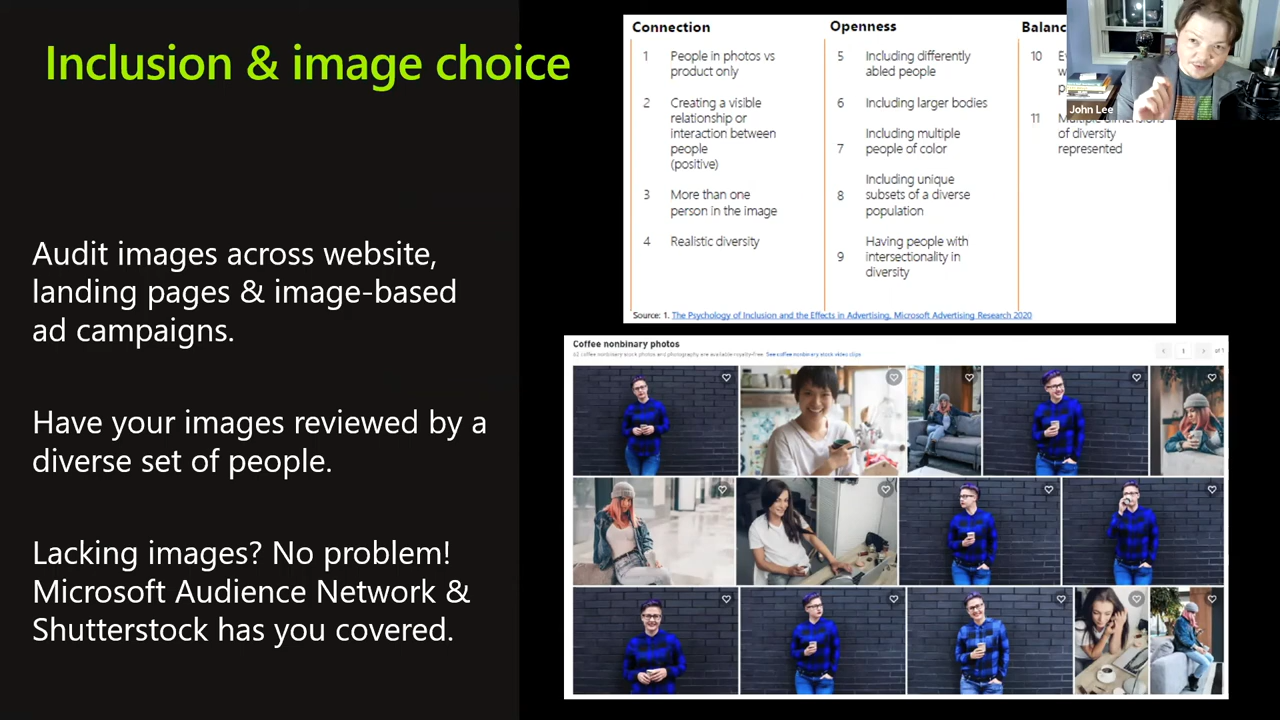 Inclusion & image choice
Audit images across website,
landing pages & image-based
ad campaigns.
Have your images reviewed by a
diverse set of people.
Lacking images? No problem!
Microsoft Audience Network &
Shutterstock has you covered.
Connection
1 People in photos vs
product only
2 Creating a visible
relationship or
interaction between
people
(positive)
3 More than one
person in the image
4 Realistic diversity
Openness
5 Including differently
abled people
6 Including larger bodies
Including multiple
7 people of color
Including unique
8 subsets of a diverse
population
Having people with
9 intersectionality in
diversity
10
11 Multiple dimensions
of diversity
represented
John Lee
Source: 1. The Psychology of Inclusion and the Effects in Advertising, Microsoft Advertising Research 2020
Coffee nonbinary photos
62 coffee nonbinary stock photos and photography are available royalty-free. See coffee nonbinary stock video clips
1 of 1